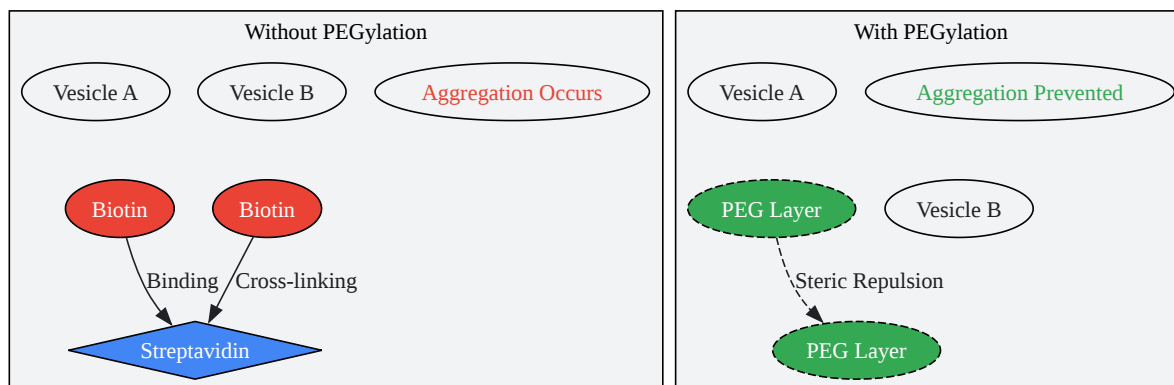 Without PEGylation
Vesicle A
Vesicle B
Aggregation Occurs
Biotin
Biotin
Binding
Cross-linking
Streptavidin
With PEGylation
Vesicle A
Aggregation Prevented
PEG Layer
Vesicle B
Steric Repulsion
PEG Layer